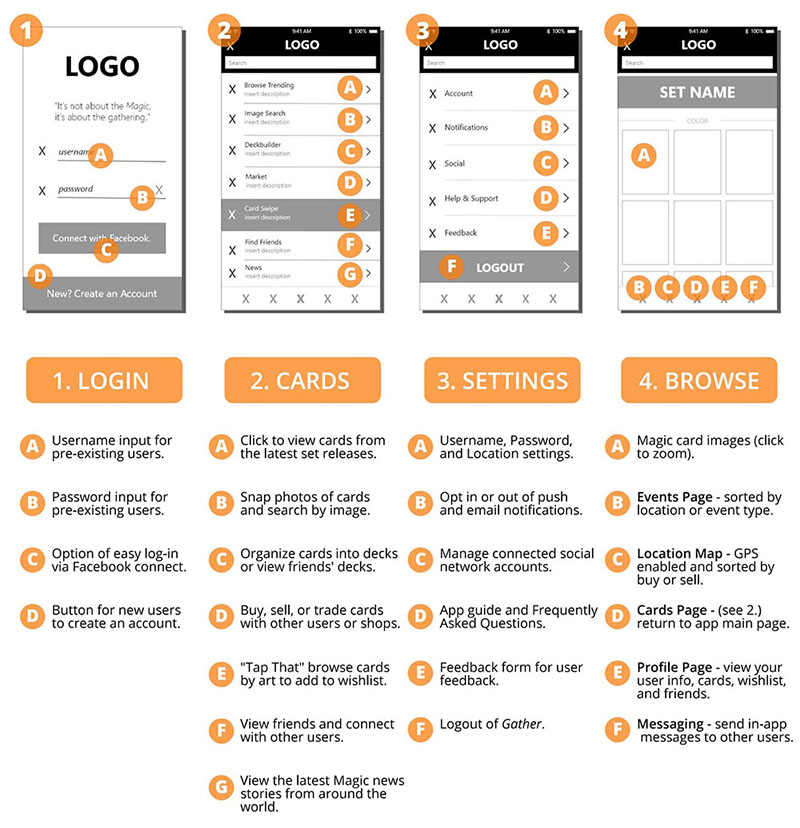 1
LOGO
"It's not about the Magic,
it's about the gathering."
X username A
X password X
B
Connect with Facebook.
C
D
New? Create an Account
2
9:41 AM 100%
X LOGO
Search
X Browse Trending A >
insert description
X Image Search B >
insert description
X Deckbuilder C >
insert description
X Market D >
insert description
X Card Swipe E >
insert description
X Find Friends F >
insert description
X News G >
insert description
X X X X X
3
9:41 AM 100%
X LOGO
Search
X Account A >
X Notifications B >
X Social C >
X Help & Support D >
X Feedback E >
F LOGOUT >
X X X X X
4
9:41 AM 100%
X LOGO
Search
SET NAME
COLOR
A
B C D E F
X X X X X
1. LOGIN
A Username input for
pre-existing users.
B Password input for
pre-existing users.
C Option of easy log-in
via Facebook connect.
D Button for new users
to create an account.
2. CARDS
A Click to view cards from
the latest set releases.
B Snap photos of cards
and search by image.
C Organize cards into decks
or view friends' decks.
D Buy, sell, or trade cards
with other users or shops.
E "Tap That" browse cards
by art to add to wishlist.
F View friends and connect
with other users.
G View the latest Magic news
stories from around the
world.
3. SETTINGS
A Username, Password,
and Location settings.
B Opt in or out of push
and email notifications.
C Manage connected social
network accounts.
D App guide and Frequently
Asked Questions.
E Feedback form for user
feedback.
F Logout of Gather.
4. BROWSE
A Magic card images (click
to zoom).
B Events Page - sorted by
location or event type.
C Location Map - GPS
enabled and sorted by
buy or sell.
D Cards Page - (see 2.)
return to app main page.
E Profile Page - view your
user info, cards, wishlist,
and friends.
F Messaging - send in-app
messages to other users.